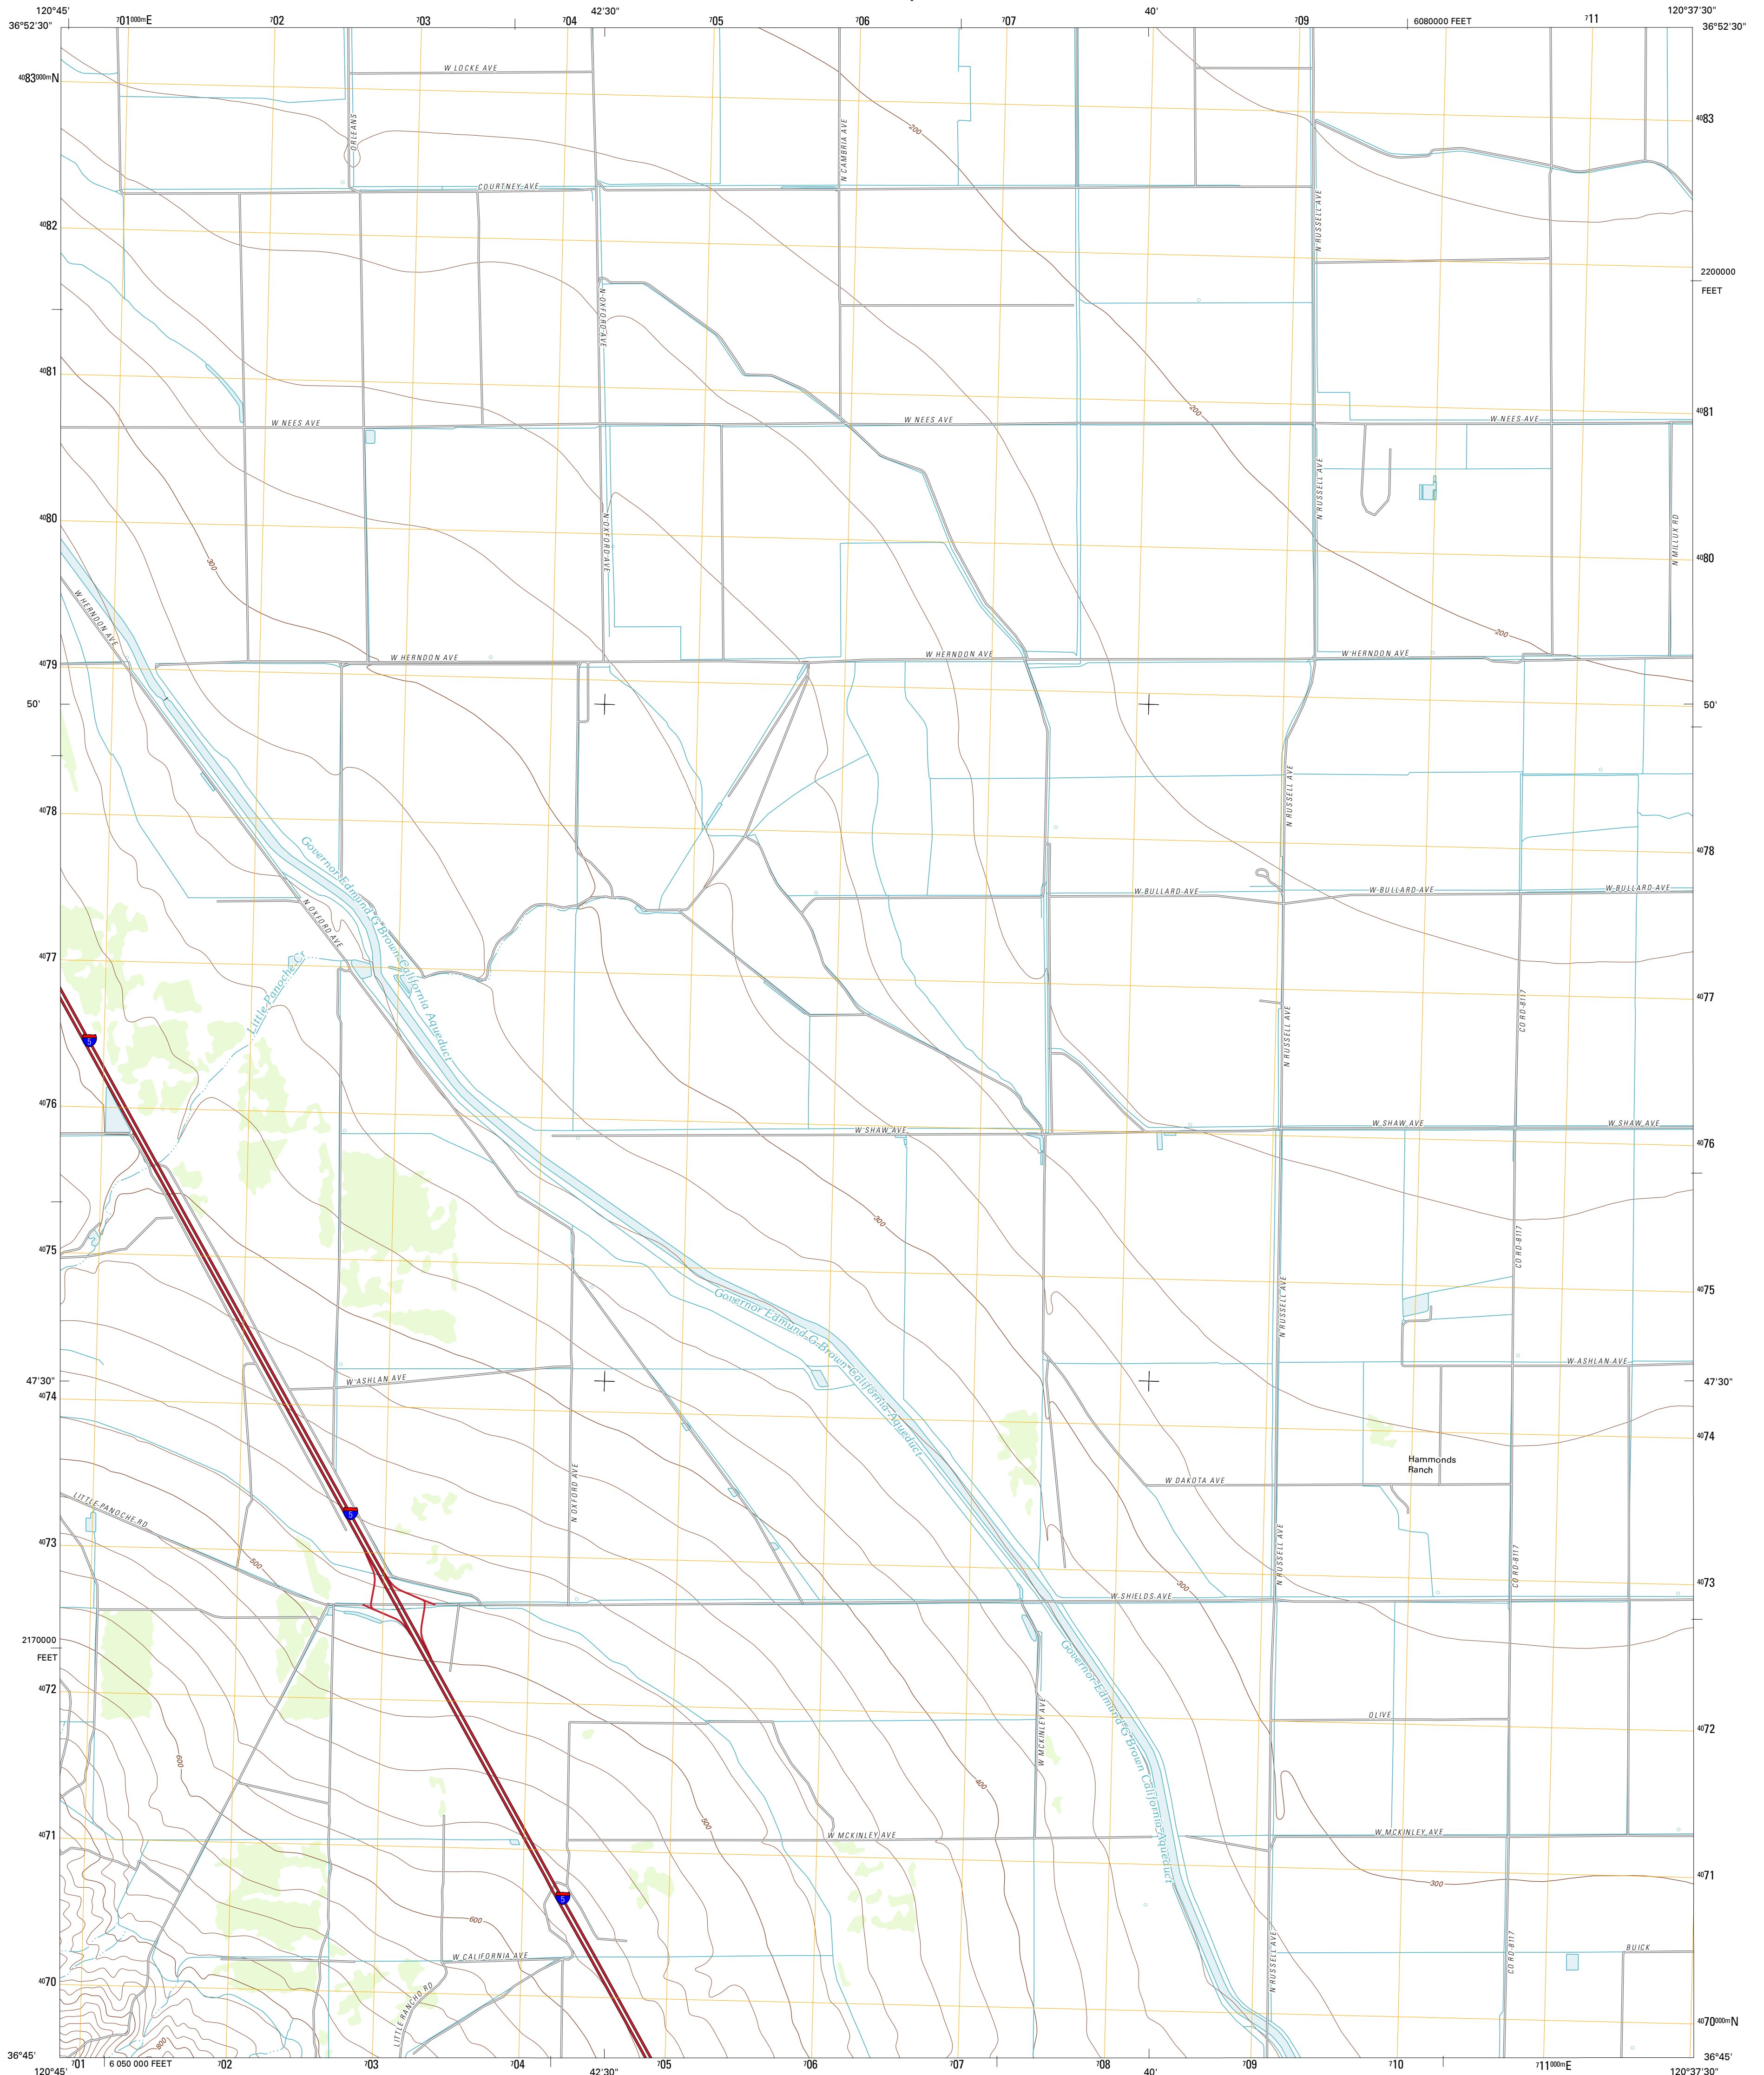 120°45'
701000mE
702
703
704
42'30"
705
706
707
40'
709
6080000 FEET
711
120°37'30"
36°52'30"
36°52'30"
4083000mN
W LOCKE AVE
ORLEANS
N CAMBRIA AVE
200
4083
COURTNEY AVE
N RUSSELL AVE
4082
2200000
FEET
N OXFORD AVE
4081
200
4081
W NEES AVE
W NEES AVE
W NEES AVE
N RUSSELL AVE
4080
N OXFORD AVE
N MILLUX RD
300
4080
W HERNDON AVE
200
4079
W HERNDON AVE
W HERNDON AVE
W HERNDON AVE
50'
50'
N RUSSELL AVE
4078
Governor Edmund G Brown California Aqueduct
4078
W BULLARD AVE
W BULLARD AVE
W BULLARD AVE
N OXFORD AVE
4077
Little Panoche Cr
4077
CO RD 8117
N RUSSELL AVE
5
4076
W SHAW AVE
W SHAW AVE
W SHAW AVE
4076
300
4075
CO RD 8117
4075
Governor Edmund G Brown California Aqueduct
N RUSSELL AVE
W ASHLAN AVE
47'30"
W ASHLAN AVE
47'30"
4074
4074
Hammonds
Ranch
W DAKOTA AVE
N OXFORD AVE
LITTLE PANOCHE RD
5
4073
500
N RUSSELL AVE
CO RD 8117
300
4073
W SHIELDS AVE
2170000
FEET
Governor Edmund G Brown California Aqueduct
4072
W MCKINLEY AVE
OLIVE
4072
600
400
500
4071
W MCKINLEY AVE
W MCKINLEY AVE
4071
300
5
600
W CALIFORNIA AVE
N RUSSELL AVE
CO RD 8117
BUICK
4070
LITTLE RANCHO RD
4070000mN
800
36°45'
36°45'
120°45'
701
6 050 000 FEET
702
703
704
42'30"
705
706
707
708
40'
709
710
711000mE
120°37'30"